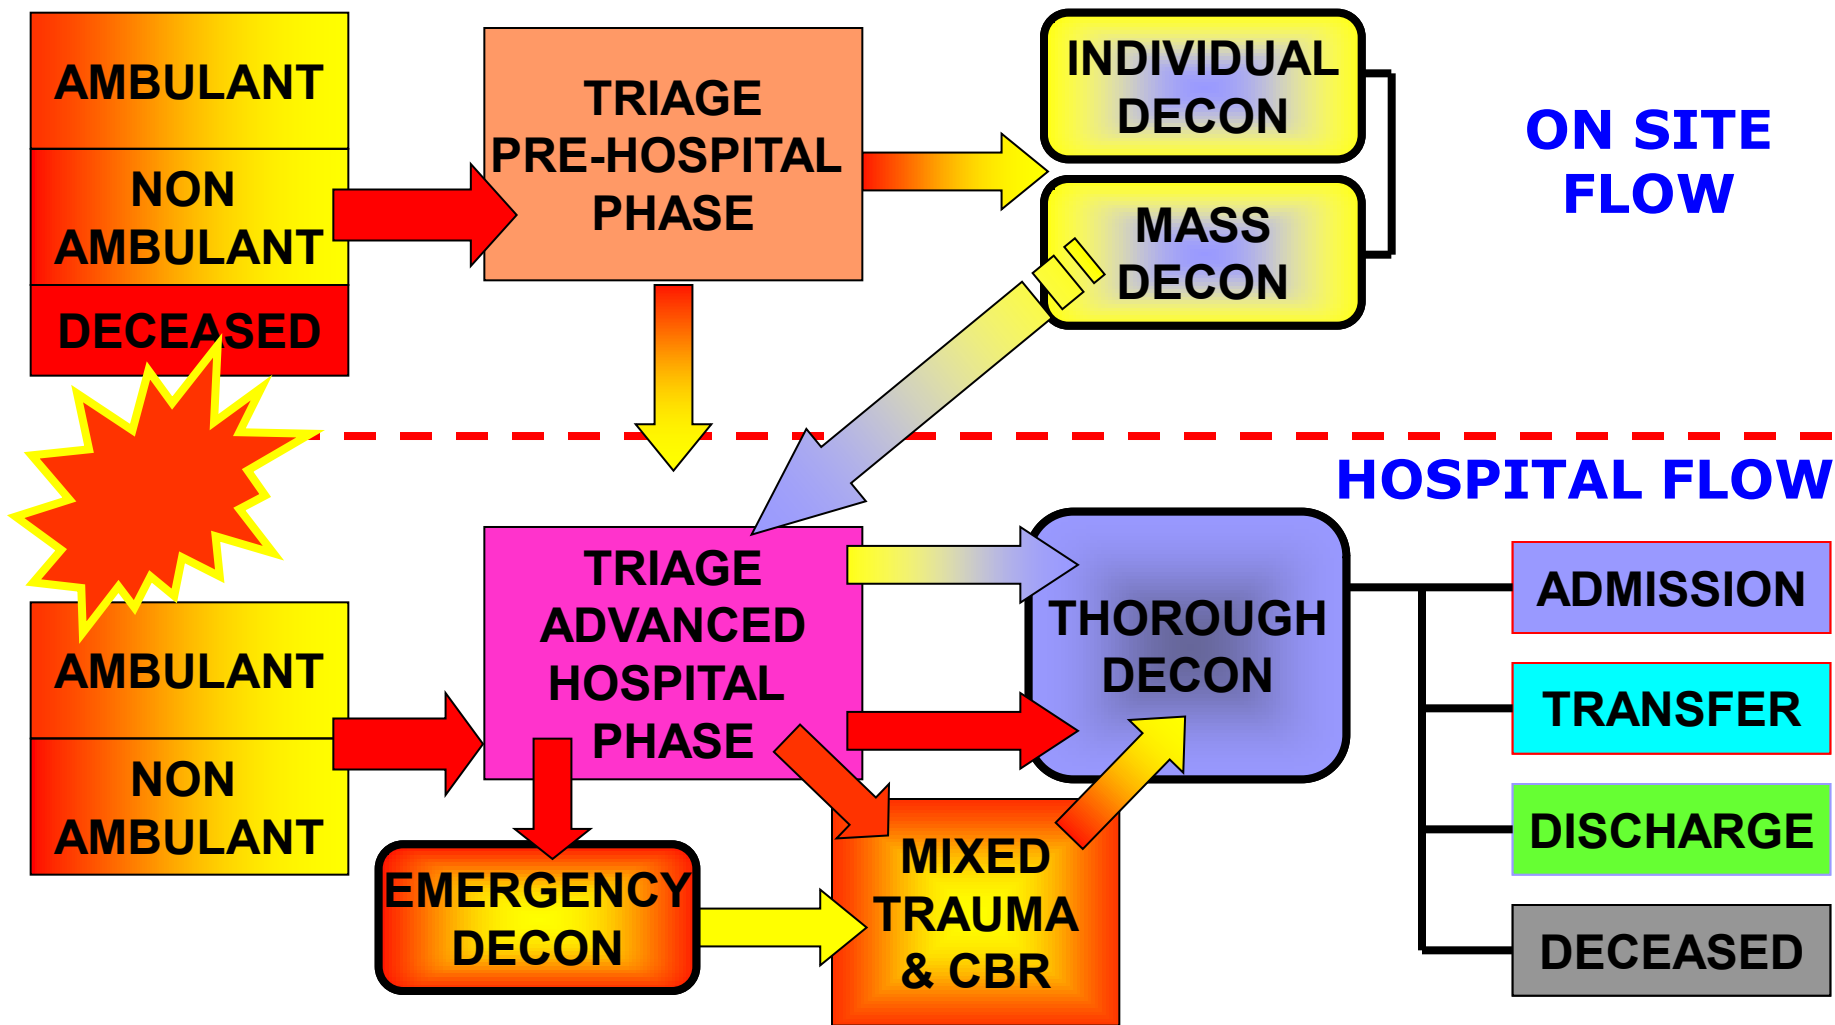 AMBULANT
NON
AMBULANT
DECEASED
TRIAGE
PRE-HOSPITAL
PHASE
INDIVIDUAL
DECON
MASS
DECON
ON SITE
FLOW
HOSPITAL FLOW
AMBULANT
NON
AMBULANT
TRIAGE
ADVANCED
HOSPITAL
PHASE
THOROUGH
DECON
EMERGENCY
DECON
MIXED
TRAUMA
& CBR
ADMISSION
TRANSFER
DISCHARGE
DECEASED